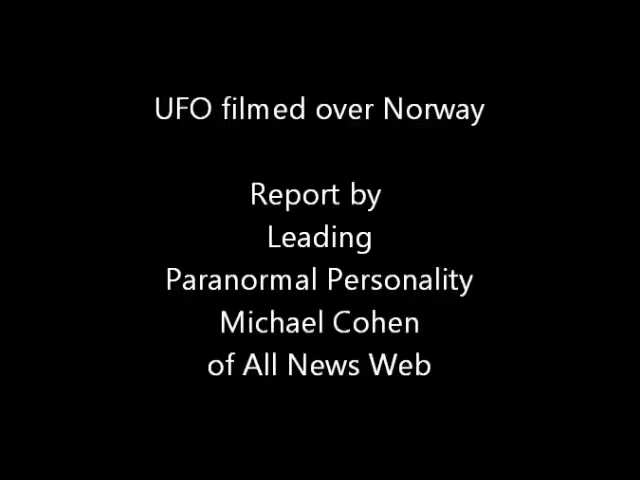 UFO filmed over Norway
Report by
Leading
Paranormal Personality
Michael Cohen
of All News Web